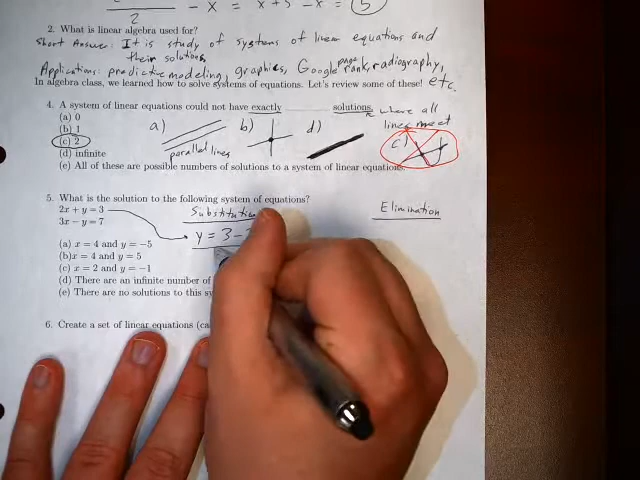 2 - x = x + 5 - x = 5
2. What is linear algebra used for?
Short Answer: It is study of systems of linear equations and
their solutions
Applications: predictive modeling, graphics, Google page rank, radiography,
In algebra class, we learned how to solve systems of equations. Let's review some of these! etc.
4. A system of linear equations could not have exactly ______ solutions. where all
(a) 0
lines meet
(b) 1
a) b) d)
(c) 2
c)
(d) infinite
parallel lines
(e) All of these are possible numbers of solutions to a system of linear equations.
5. What is the solution to the following system of equations?
2x + y = 3
Substitution
Elimination
3x - y = 7
y = 3 -
(a) x = 4 and y = -5
(b) x = 4 and y = 5
(c) x = 2 and y = -1
(d) There are an infinite number of
(e) There are no solutions to this sy
6. Create a set of linear equations (ca